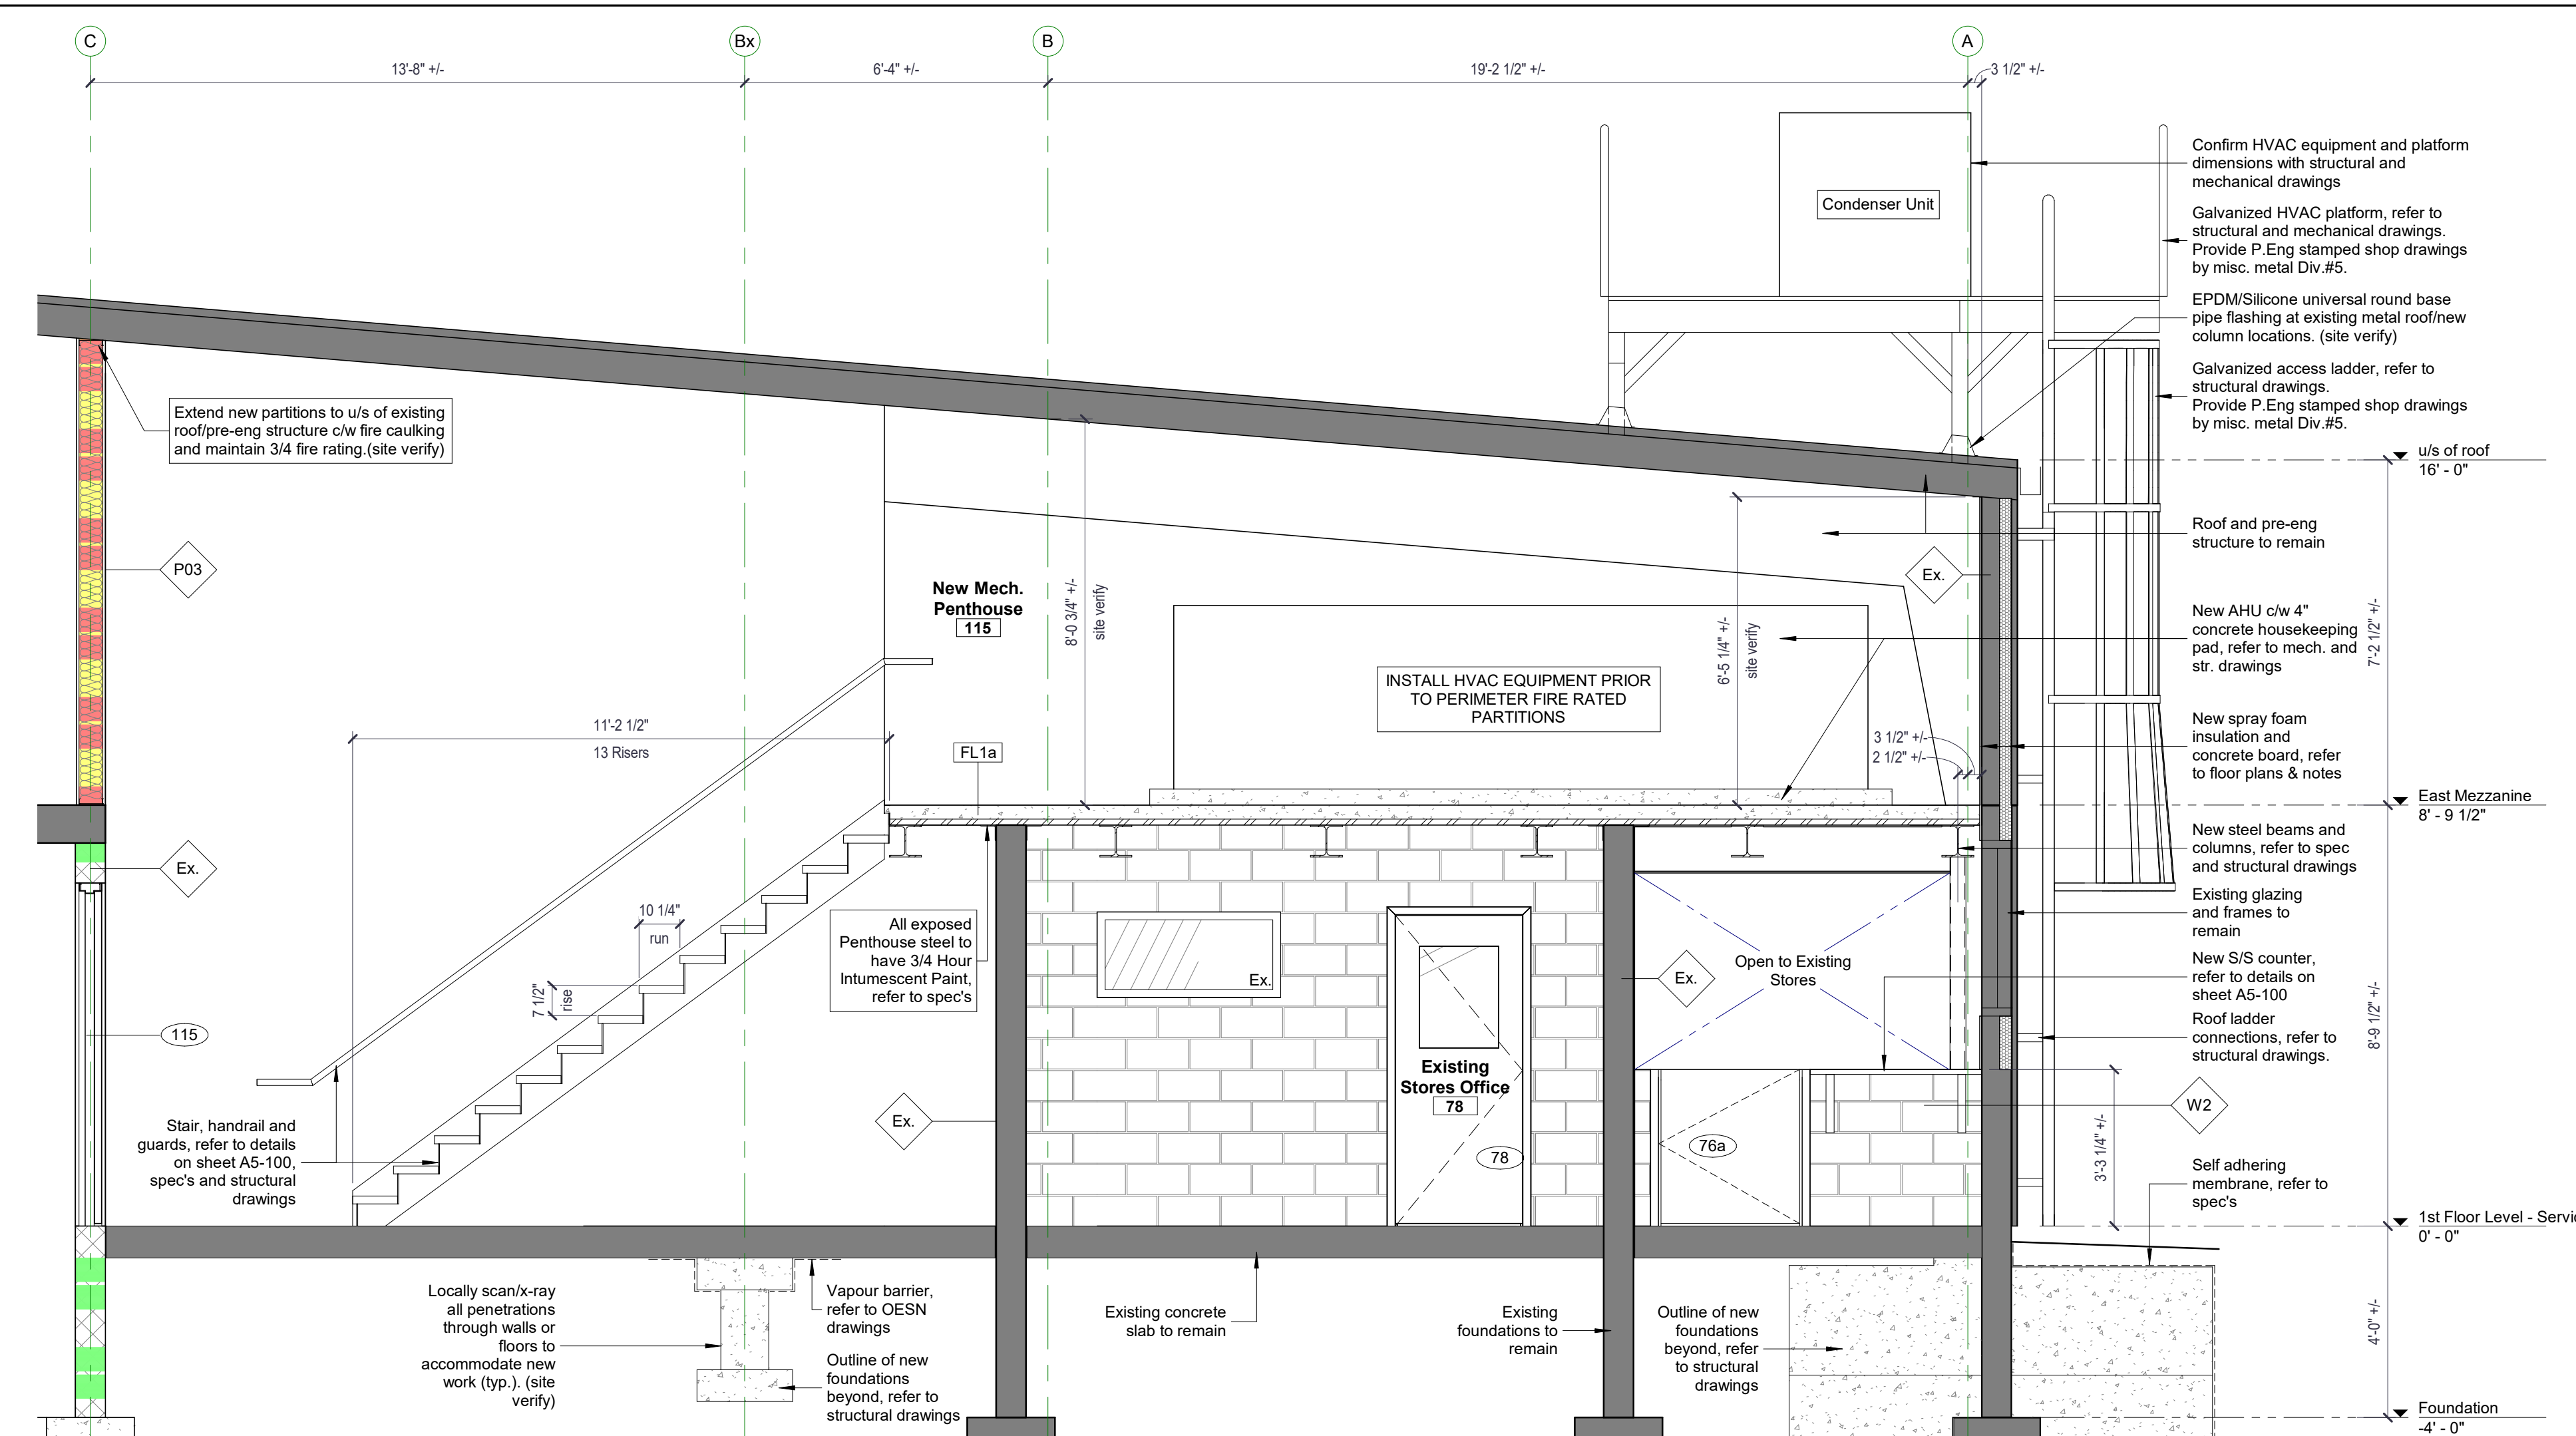 C
Bx
B
A
13'-8" +/-
6'-4" +/-
19'-2 1/2" +/-
3 1/2" +/-
Condenser Unit
Confirm HVAC equipment and platform
dimensions with structural and
mechanical drawings
Galvanized HVAC platform, refer to
structural and mechanical drawings.
Provide P.Eng stamped shop drawings
by misc. metal Div.#5.
EPDM/Silicone universal round base
pipe flashing at existing metal roof/new
column locations. (site verify)
Galvanized access ladder, refer to
structural drawings.
Provide P.Eng stamped shop drawings
by misc. metal Div.#5.
u/s of roof
16' - 0"
Extend new partitions to u/s of existing
roof/pre-eng structure c/w fire caulking
and maintain 3/4 fire rating.(site verify)
Roof and pre-eng
structure to remain
P03
Ex.
New Mech.
Penthouse
115
8'-0 3/4" +/-
site verify
6'-5 1/4" +/-
site verify
7'-2 1/2" +/-
New AHU c/w 4"
concrete housekeeping
pad, refer to mech. and
str. drawings
INSTALL HVAC EQUIPMENT PRIOR
TO PERIMETER FIRE RATED
PARTITIONS
11'-2 1/2"
13 Risers
FL1a
3 1/2" +/-
2 1/2" +/-
New spray foam
insulation and
concrete board, refer
to floor plans & notes
East Mezzanine
8' - 9 1/2"
New steel beams and
columns, refer to spec
and structural drawings
Ex.
Existing glazing
and frames to
remain
10 1/4"
run
7 1/2"
rise
All exposed
Penthouse steel to
have 3/4 Hour
Intumescent Paint,
refer to spec's
Ex.
Ex.
Open to Existing
Stores
New S/S counter,
refer to details on
sheet A5-100
8'-9 1/2" +/-
115
Roof ladder
connections, refer to
structural drawings.
Existing
Stores Office
78
78
76a
Ex.
W2
3'-3 1/4" +/-
Stair, handrail and
guards, refer to details
on sheet A5-100,
spec's and structural
drawings
Self adhering
membrane, refer to
spec's
1st Floor Level - Servi
0' - 0"
Locally scan/x-ray
all penetrations
through walls or
floors to
accommodate new
work (typ.). (site
verify)
Vapour barrier,
refer to OESN
drawings
Outline of new
foundations
beyond, refer to
structural drawings
Existing concrete
slab to remain
Existing
foundations to
remain
Outline of new
foundations
beyond, refer
to structural
drawings
4'-0" +/-
Foundation
-4' - 0"